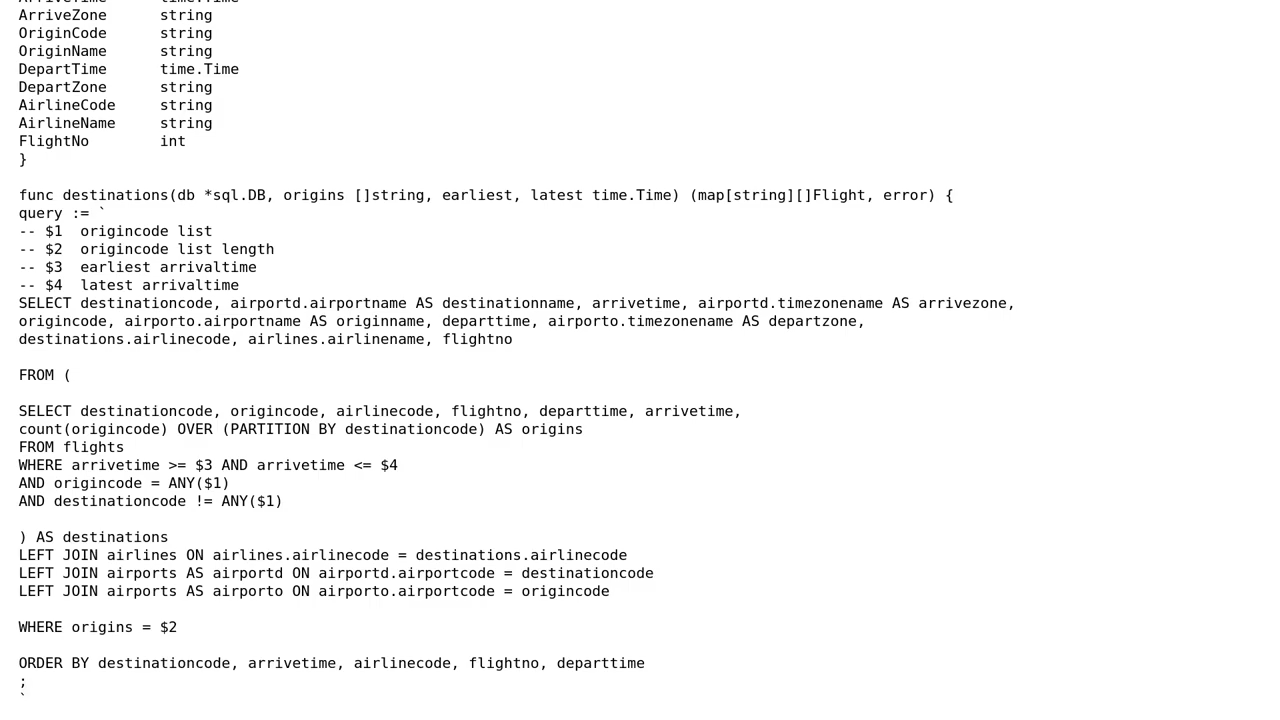 ArriveTime      time.Time
ArriveZone      string
OriginCode      string
OriginName      string
DepartTime      time.Time
DepartZone      string
AirlineCode     string
AirlineName     string
FlightNo        int
}
func destinations(db *sql.DB, origins []string, earliest, latest time.Time) (map[string][]Flight, error) {
query := `
-- $1  origincode list
-- $2  origincode list length
-- $3  earliest arrivaltime
-- $4  latest arrivaltime
SELECT destinationcode, airportd.airportname AS destinationname, arrivetime, airportd.timezonename AS arrivezone,
origincode, airporto.airportname AS originname, departtime, airporto.timezonename AS departzone,
destinations.airlinecode, airlines.airlinename, flightno
FROM (
SELECT destinationcode, origincode, airlinecode, flightno, departtime, arrivetime,
count(origincode) OVER (PARTITION BY destinationcode) AS origins
FROM flights
WHERE arrivetime >= $3 AND arrivetime <= $4
AND origincode = ANY($1)
AND destinationcode != ANY($1)
) AS destinations
LEFT JOIN airlines ON airlines.airlinecode = destinations.airlinecode
LEFT JOIN airports AS airportd ON airportd.airportcode = destinationcode
LEFT JOIN airports AS airporto ON airporto.airportcode = origincode
WHERE origins = $2
ORDER BY destinationcode, arrivetime, airlinecode, flightno, departtime
;
`